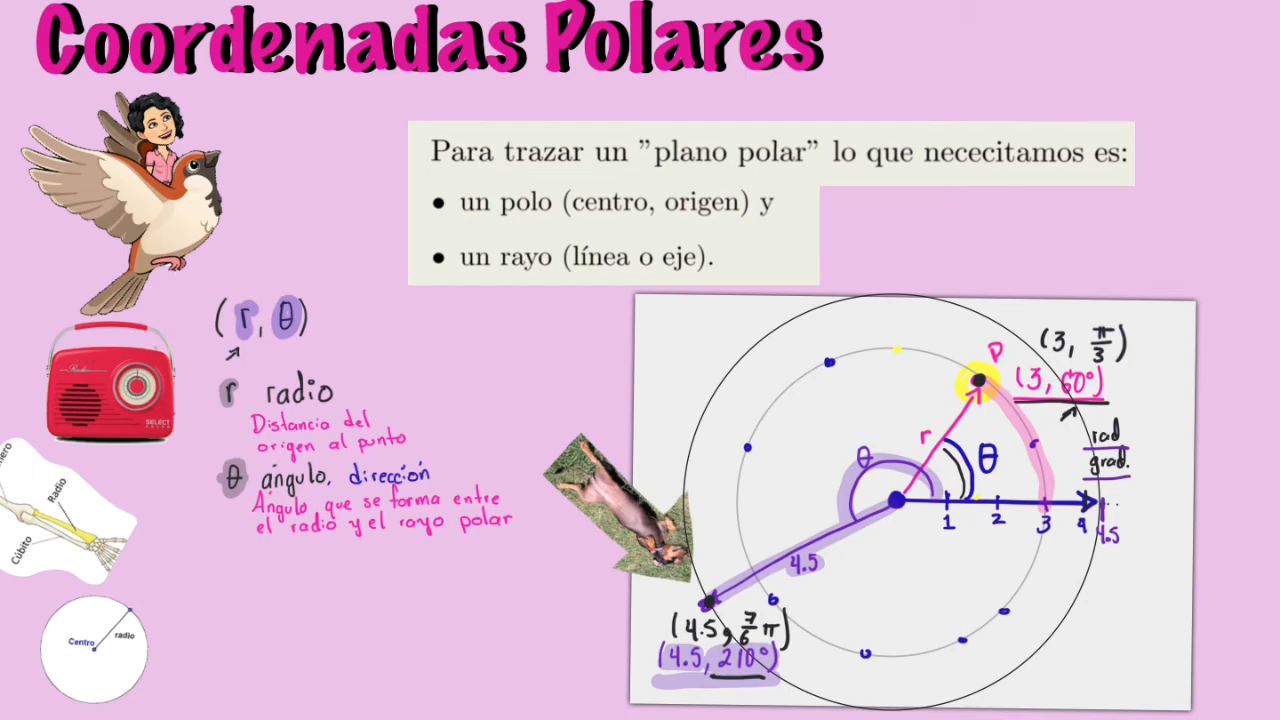 Coordenadas Polares
Para trazar un "plano polar" lo que nececitamos es:
• un polo (centro, origen) y
• un rayo (línea o eje).
(r, θ)
r radio
Distancia del
origen al punto
θ ángulo, dirección
Ángulo que se forma entre
el radio y el rayo polar
Radio
SELECT
Radio
Cúbito
Centro
radio
P
(3, π/3)
(3, 60°)
rad
grad.
r
θ
θ
1 2 3 4
4.5
4.5
(4.5, 7/6 π)
(4.5, 210°)